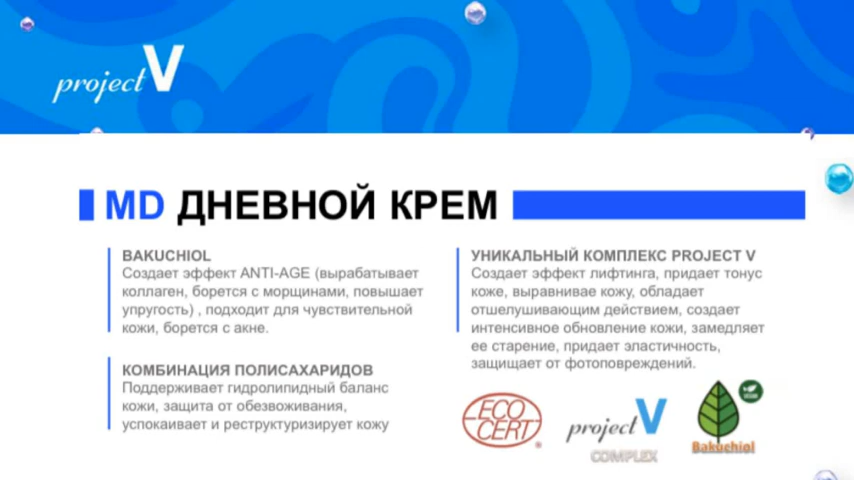 project V
MD ДНЕВНОЙ КРЕМ
BAKUCHIOL
Создает эффект ANTI-AGE (вырабатывает
коллаген, борется с морщинами, повышает
упругость) , подходит для чувствительной
кожи, борется с акне.
КОМБИНАЦИЯ ПОЛИСАХАРИДОВ
Поддерживает гидролипидный баланс
кожи, защита от обезвоживания,
успокаивает и реструктуризирует кожу
УНИКАЛЬНЫЙ КОМПЛЕКС PROJECT V
Создает эффект лифтинга, придает тонус
коже, выравнивае кожу, обладает
отшелушивающим действием, создает
интенсивное обновление кожи, замедляет
ее старение, придает эластичность,
защищает от фотоповреждений.
ECO
CERT
project V
COMPLEX
Bakuchiol